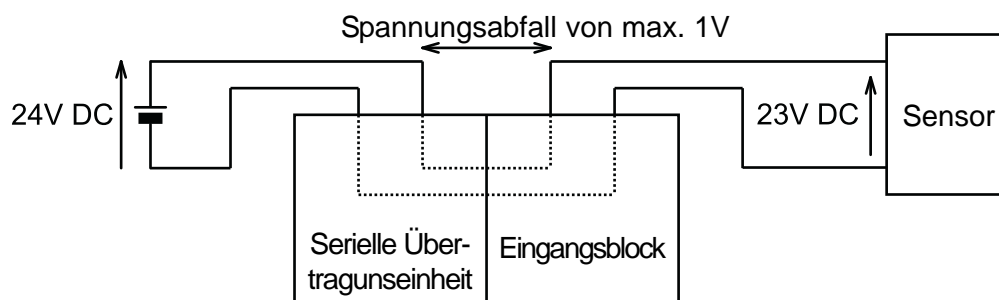 Spannungsabfall von max. 1V
24V DC
23V DC
Sensor
Serielle Über-
tragunseinheit
Eingangsblock